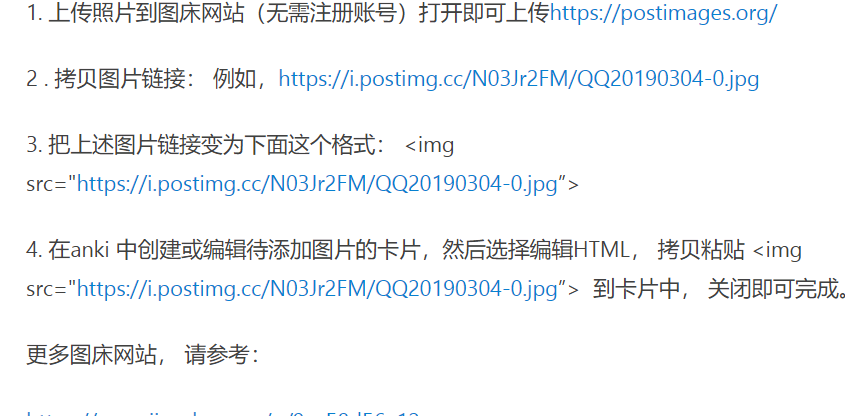 1. 上传照片到图床网站（无需注册账号）打开即可上传https://postimages.org/
2 . 拷贝图片链接： 例如，https://i.postimg.cc/N03Jr2FM/QQ20190304-0.jpg
3. 把上述图片链接变为下面这个格式： <img
src="https://i.postimg.cc/N03Jr2FM/QQ20190304-0.jpg”>
4. 在anki 中创建或编辑待添加图片的卡片，然后选择编辑HTML， 拷贝粘贴 <img
src="https://i.postimg.cc/N03Jr2FM/QQ20190304-0.jpg”> 到卡片中， 关闭即可完成。
更多图床网站， 请参考：